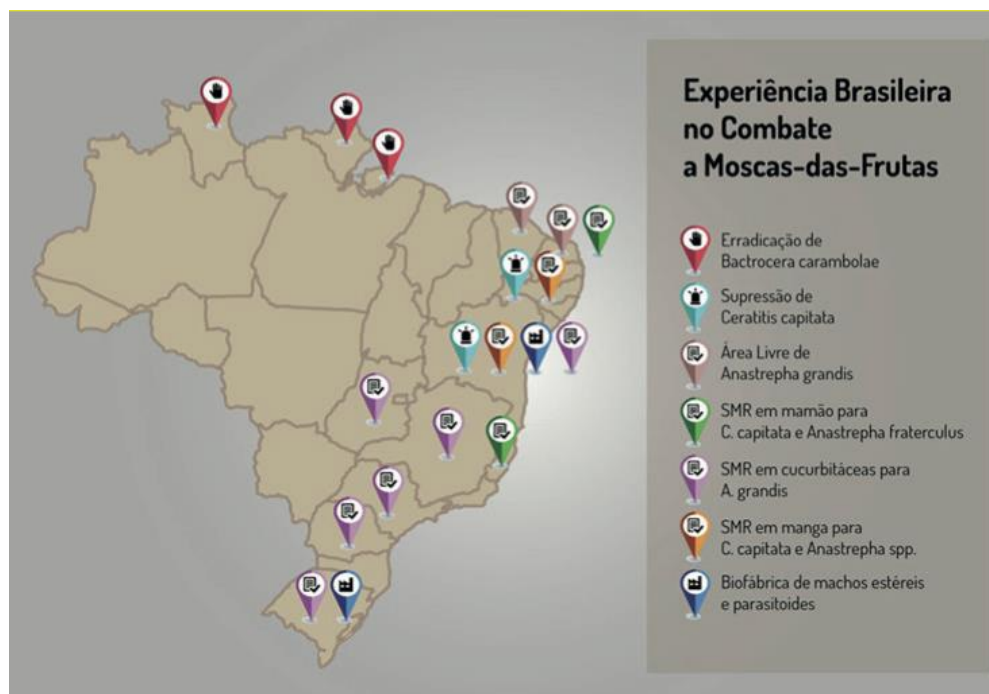 Experiência Brasileira
no Combate
a Moscas-das-Frutas
Erradicação de
Bactrocera carambolae
Supressão de
Ceratitis capitata
Área Livre de
Anastrepha grandis
SMR em mamão para
C. capitata e Anastrepha fraterculus
SMR em cucurbitáceas para
A. grandis
SMR em manga para
C. capitata e Anastrepha spp.
Biofábrica de machos estéreis
e parasitoides